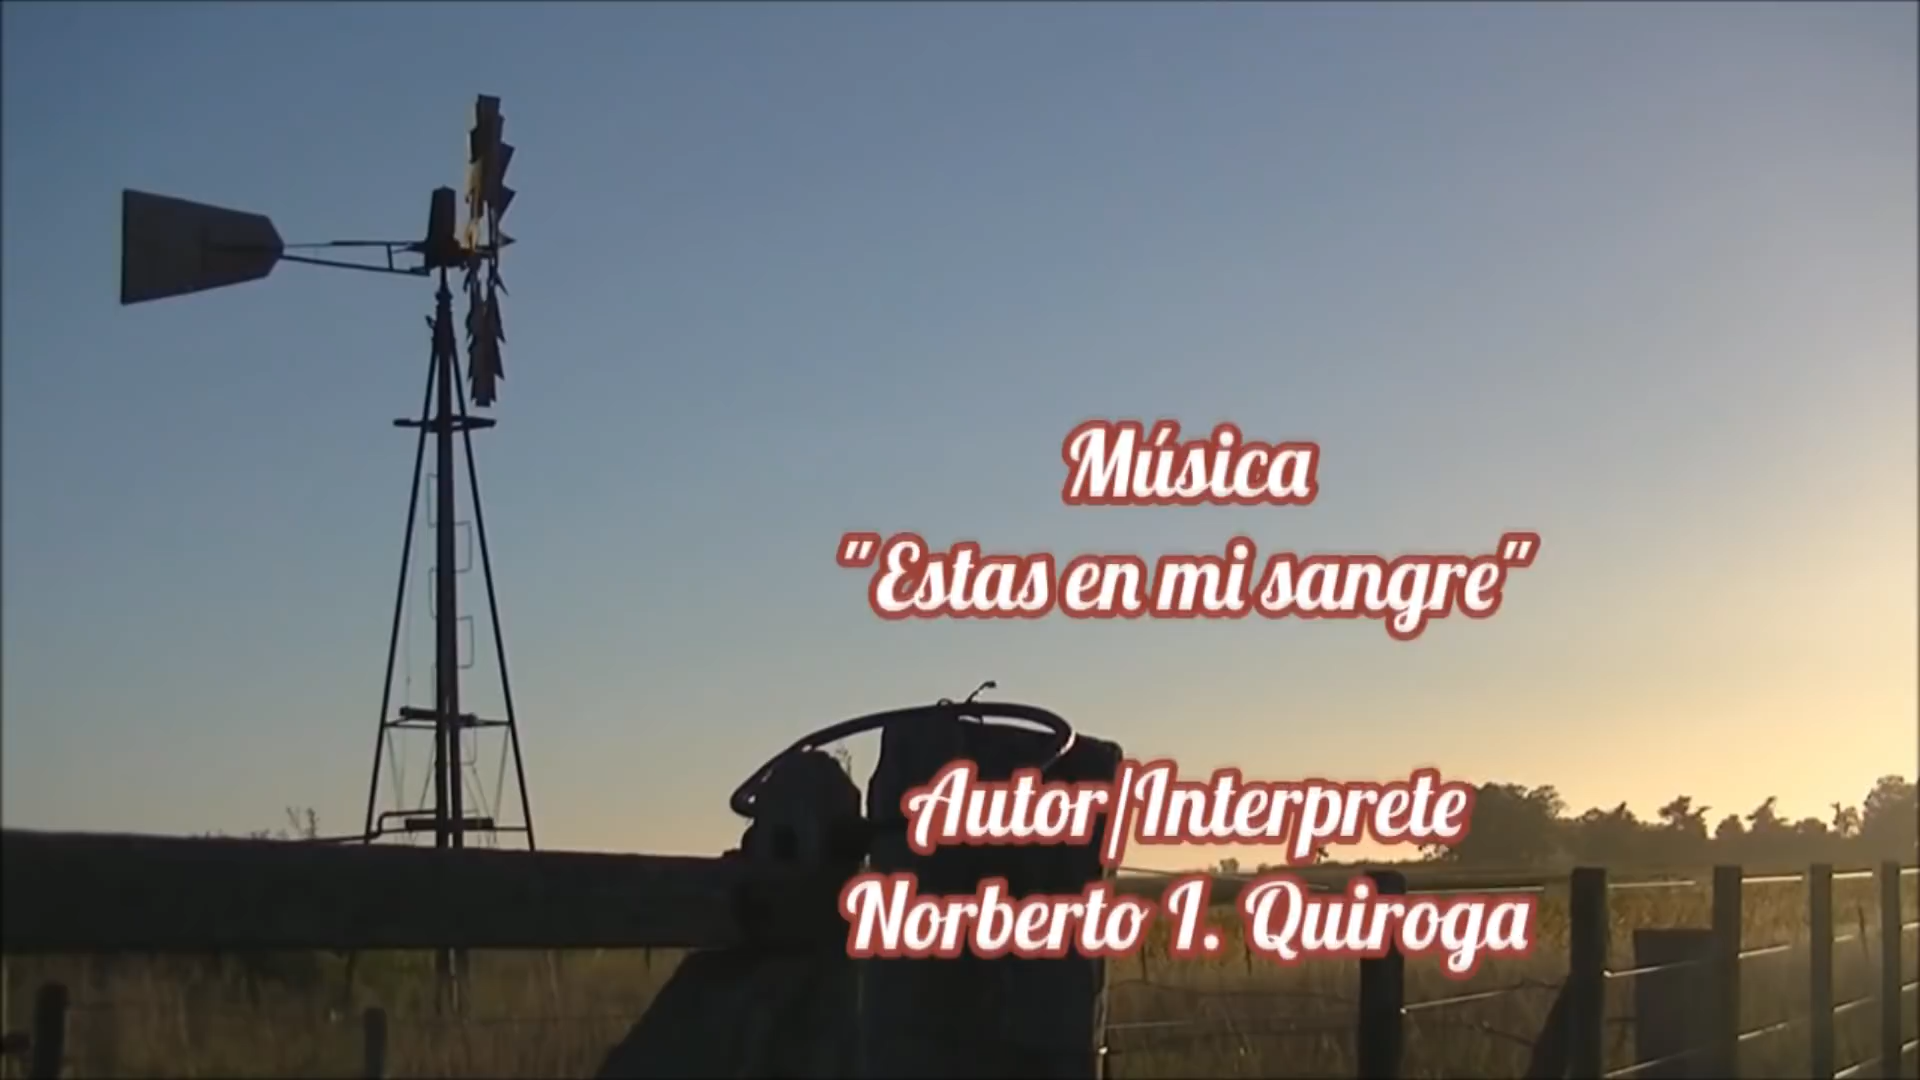 Música
"Estas en mi sangre"
Autor/Interprete
Norberto I. Quiroga